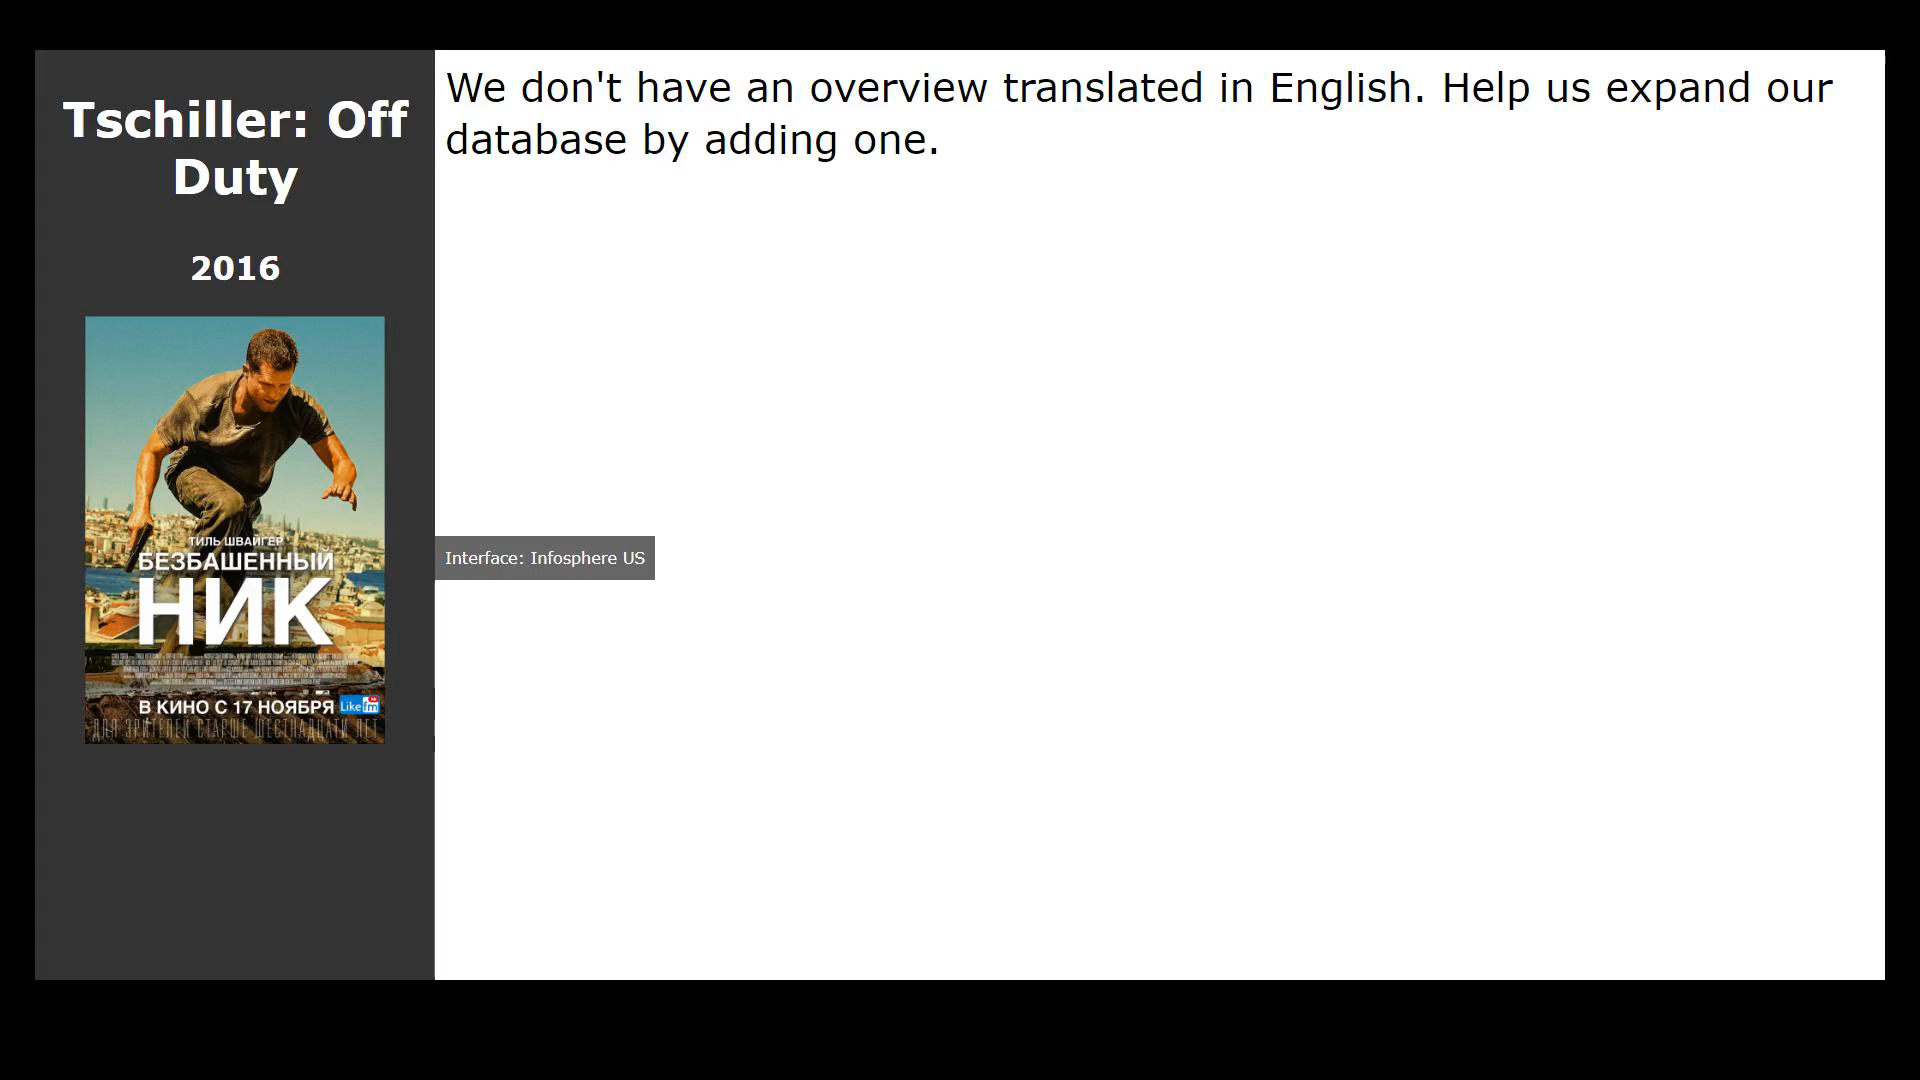 Tschiller: Off
Duty
2016
We don't have an overview translated in English. Help us expand our
database by adding one.
Interface: Infosphere US
ТИЛЬ ШВАЙГЕР
БЕЗБАШЕННЫЙ
НИК
В КИНО С 17 НОЯБРЯ
Like fm
ДЛЯ ЗРИТЕЛЕЙ СТАРШЕ ШЕСТНАДЦАТИ ЛЕТ